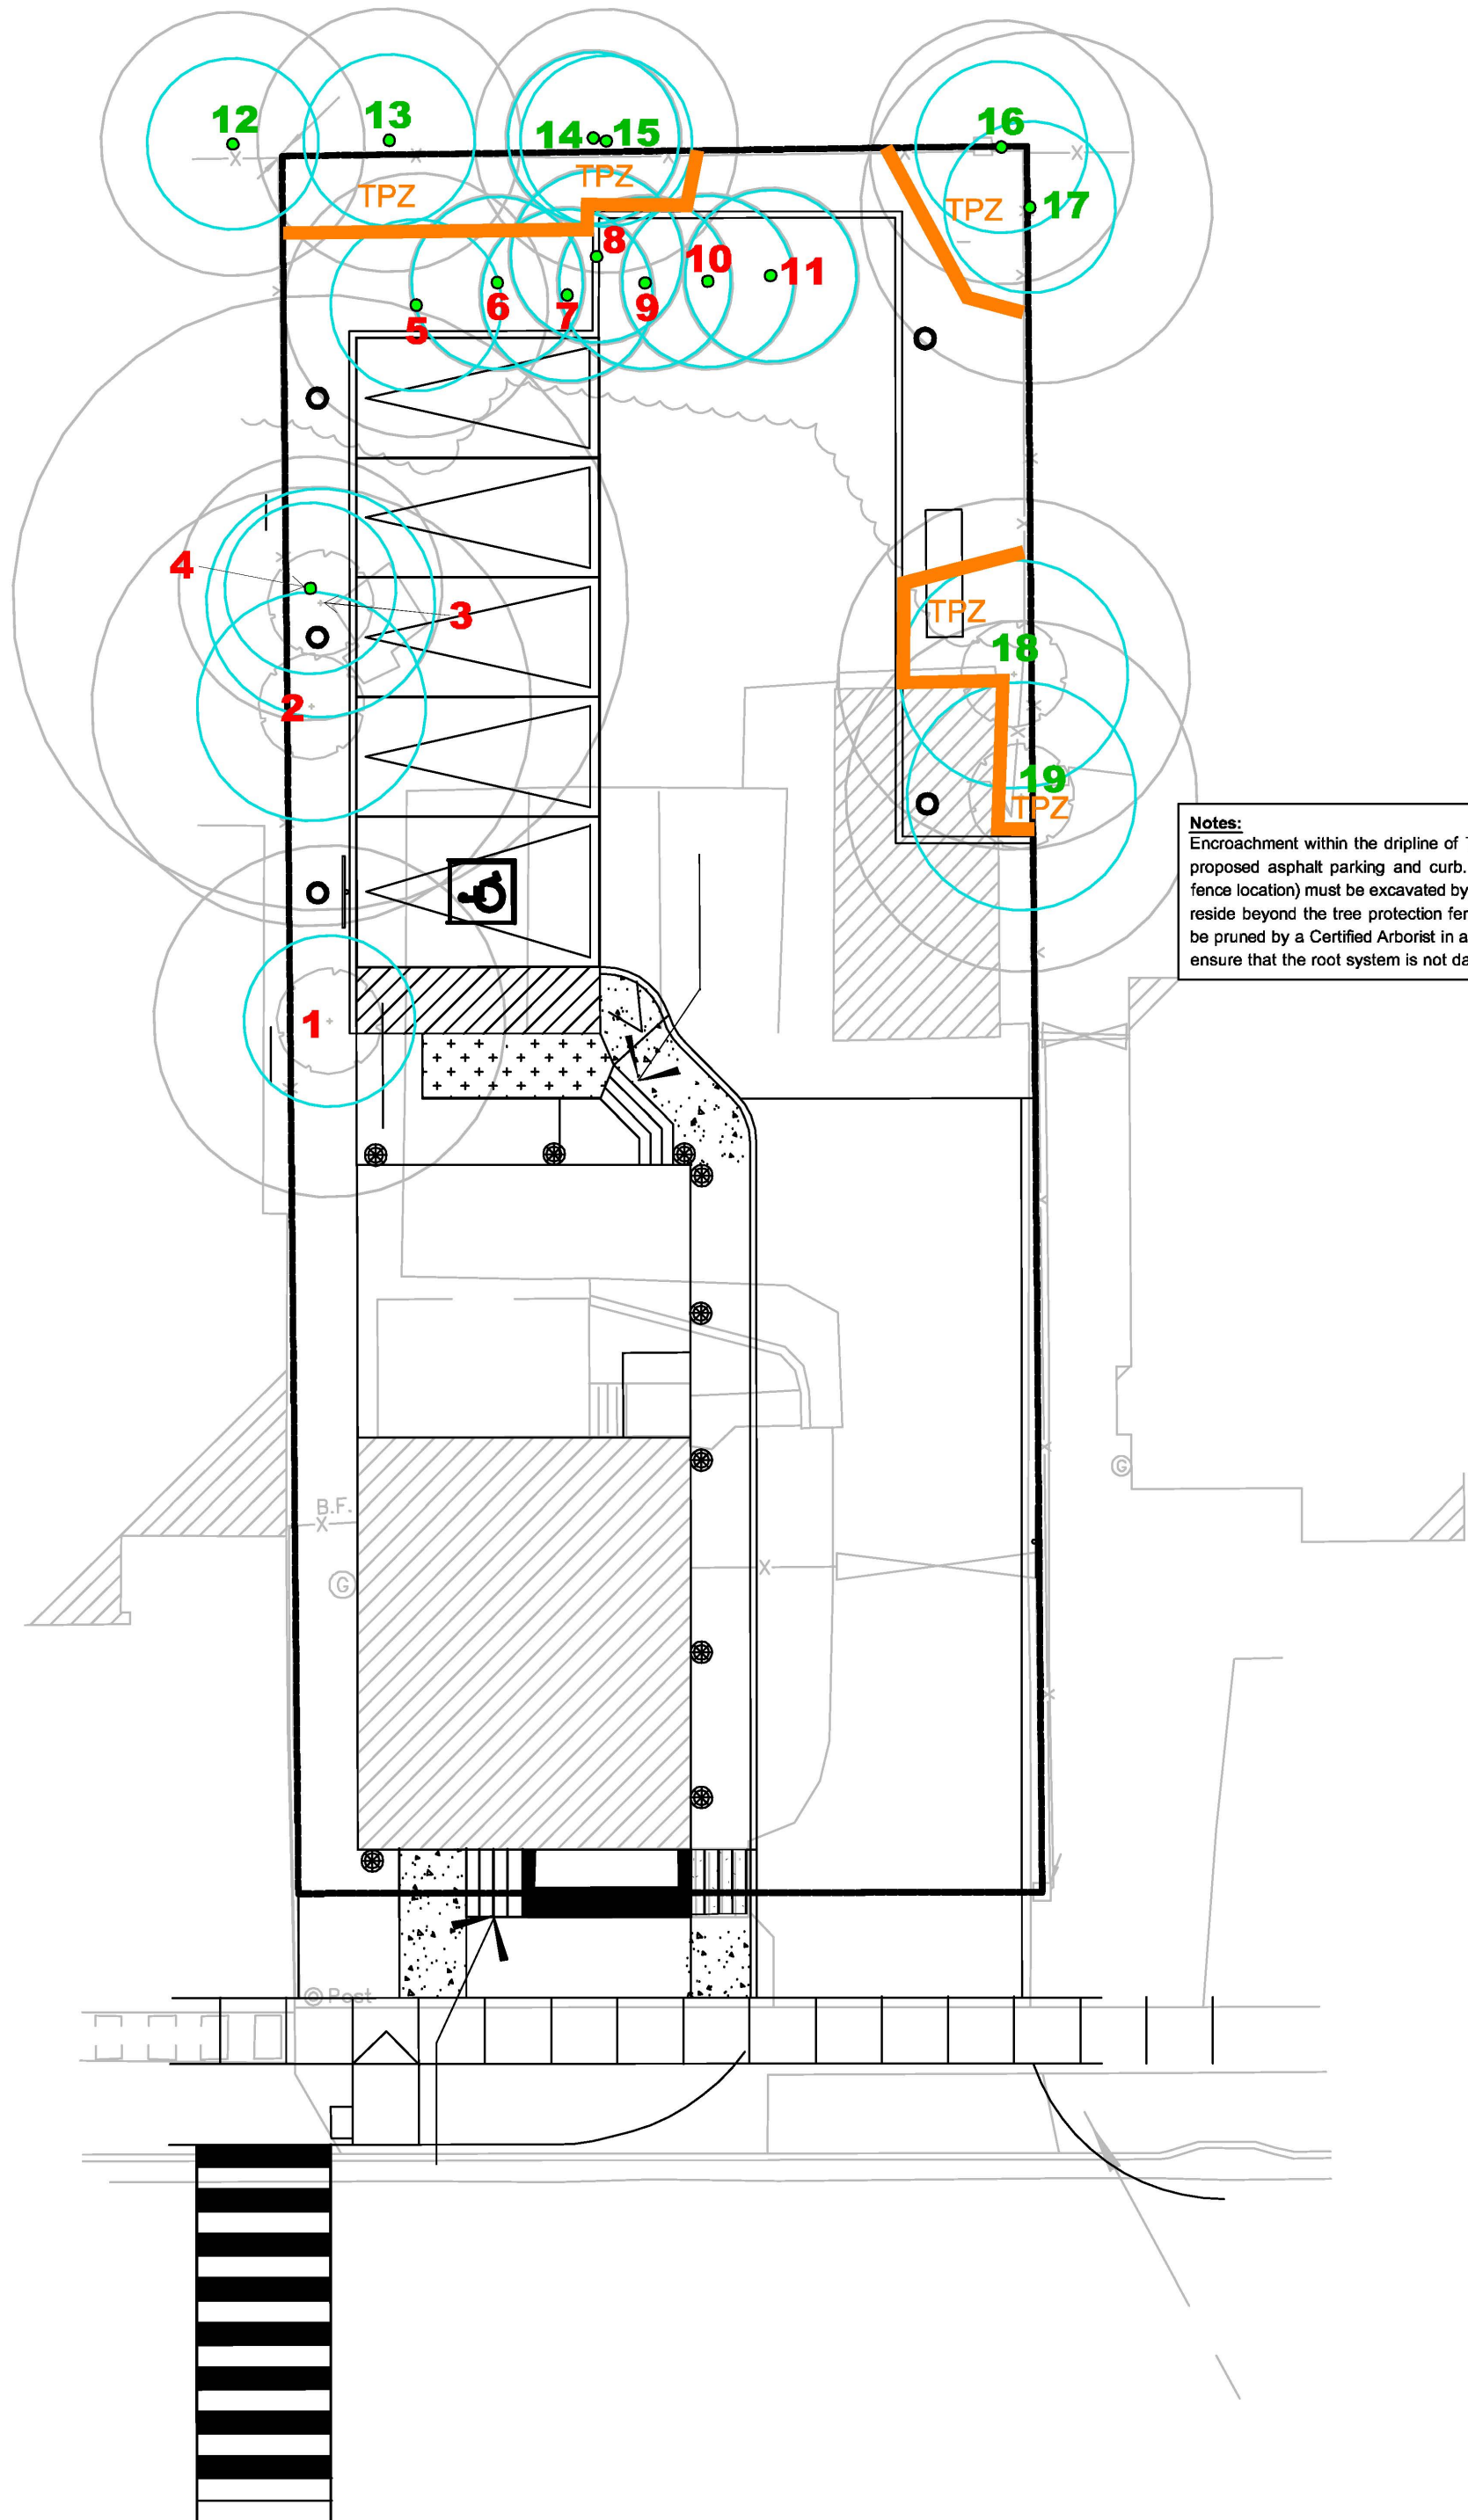 12
13
14
15
16
TPZ
TPZ
TPZ
17
8
5
6
7
9
10
11
4
3
TPZ
18
2
19
TPZ
Notes:
Encroachment within the dripline of
proposed asphalt parking and curb.
fence location) must be excavated by
reside beyond the tree protection
be pruned by a Certified Arborist in a
ensure that the root system is not
1
B.F.
G
G
Post